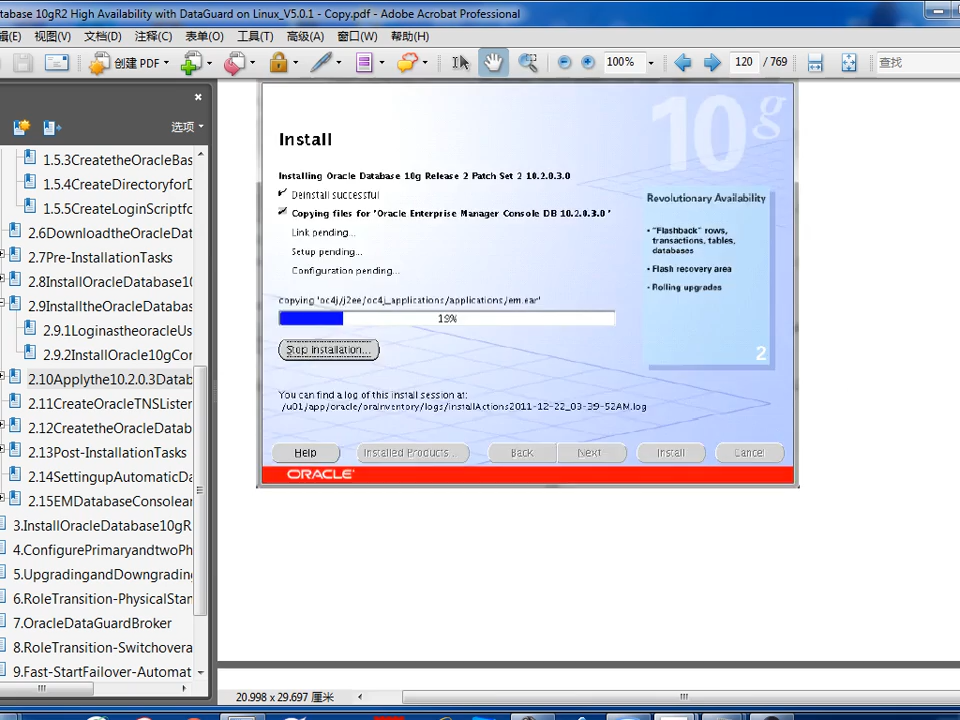 atabase 10gR2 High Availability with DataGuard on Linux_V5.0.1 - Copy.pdf - Adobe Acrobat Professional
编辑(E) 视图(V) 文档(D) 注释(C) 表单(O) 工具(T) 高级(A) 窗口(W) 帮助(H)
创建 PDF 100% 120 / 769 查找
选项
1.5.3CreatetheOracleBas
1.5.4CreateDirectoryforD
1.5.5CreateLoginScriptfc
2.6DownloadtheOracleDat
2.7Pre-InstallationTasks
2.8InstallOracleDatabase10
2.9InstalltheOracleDatabas
2.9.1LoginastheoracleUs
2.9.2InstallOracle10gCor
2.10Applythe10.2.0.3Datab
2.11CreateOracleTNSLister
2.12CreatetheOracleDatab
2.13Post-InstallationTasks
2.14SettingupAutomaticDa
2.15EMDatabaseConsolear
3.InstallOracleDatabase10gR
4.ConfigurePrimaryandtwoPh
5.UpgradingandDowngrading
6.RoleTransition-PhysicalStan
7.OracleDataGuardBroker
8.RoleTransition-Switchovera
9.Fast-StartFailover-Automat
10g
Install
Installing Oracle Database 10g Release 2 Patch Set 2 10.2.0.3.0
Deinstall successful
Copying files for 'Oracle Enterprise Manager Console DB 10.2.0.3.0 '
Link pending...
Setup pending...
Configuration pending...
copying 'oc4j/j2ee/oc4j_applications/applications/em.ear'
19%
Stop installation...
You can find a log of this install session at:
/u01/app/oracle/oraInventory/logs/installActions2011-12-22_03-39-52AM.log
Revolutionary Availability
• "Flashback" rows,
transactions, tables,
databases
• Flash recovery area
• Rolling upgrades
2
Help Installed Products... Back Next Install Cancel
ORACLE
20.998 x 29.697 厘米